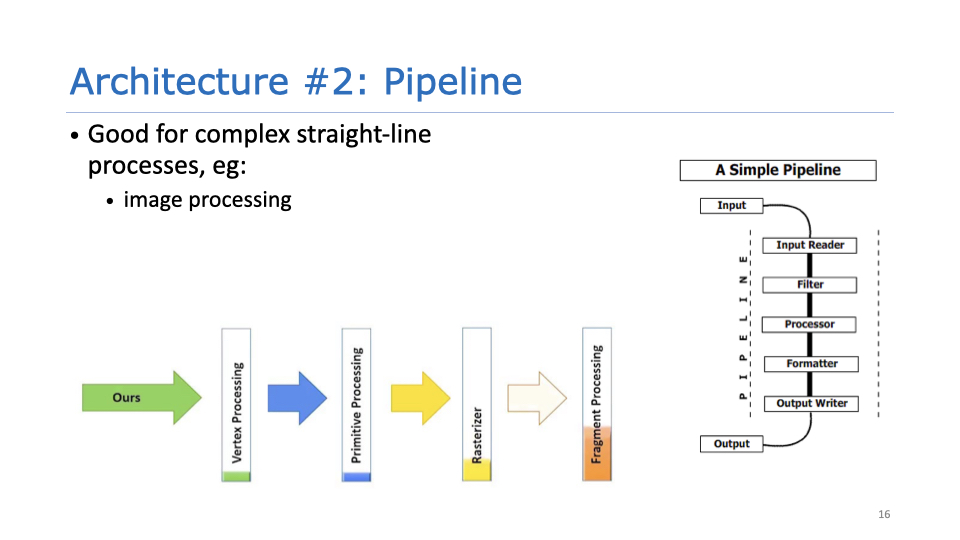 Architecture #2: Pipeline
• Good for complex straight-line
processes, eg:
• image processing
Ours
Vertex Processing
Primitive Processing
Rasterizer
Fragment Processing
A Simple Pipeline
Input
Input Reader
Filter
Processor
Formatter
Output Writer
Output
PIPELINE
16